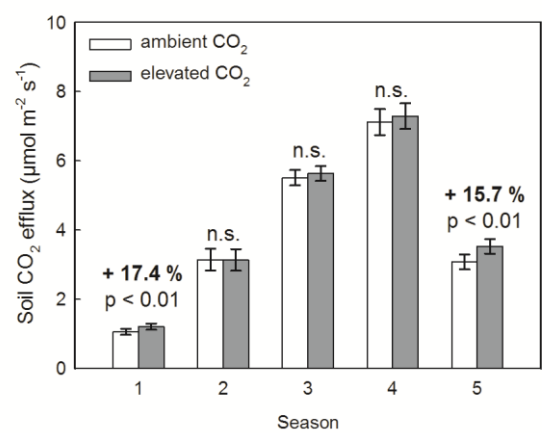 10
8
6
4
2
0
Soil CO₂ efflux (µmol m⁻² s⁻¹)
ambient CO₂
elevated CO₂
+ 17.4 %
p < 0.01
n.s.
n.s.
n.s.
+ 15.7 %
p < 0.01
1 2 3 4 5
Season